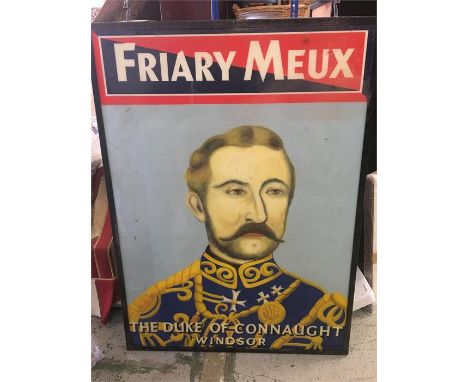 FRIARY MEUX
THE DUKE OF CONNAUGHT
WINDSOR